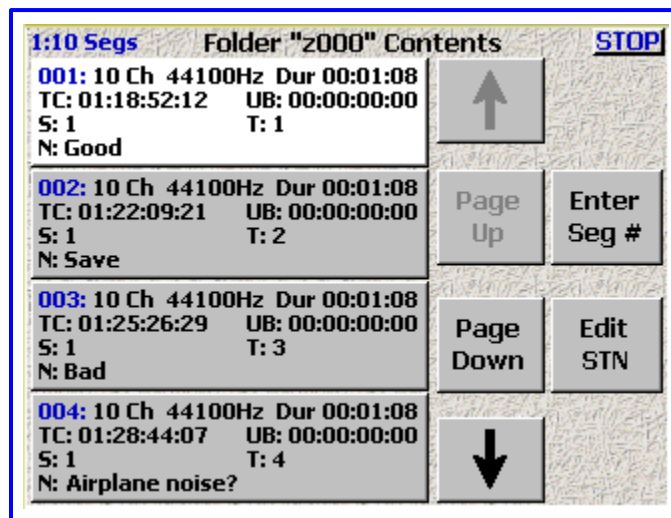 1:10 Segs Folder "z000" Contents STOP
001: 10 Ch 44100Hz Dur 00:01:08
TC: 01:18:52:12 UB: 00:00:00:00
S: 1 T: 1
N: Good
002: 10 Ch 44100Hz Dur 00:01:08
TC: 01:22:09:21 UB: 00:00:00:00
S: 1 T: 2
N: Save
003: 10 Ch 44100Hz Dur 00:01:08
TC: 01:25:26:29 UB: 00:00:00:00
S: 1 T: 3
N: Bad
004: 10 Ch 44100Hz Dur 00:01:08
TC: 01:28:44:07 UB: 00:00:00:00
S: 1 T: 4
N: Airplane noise?
Page
Up
Enter
Seg #
Page
Down
Edit
STN